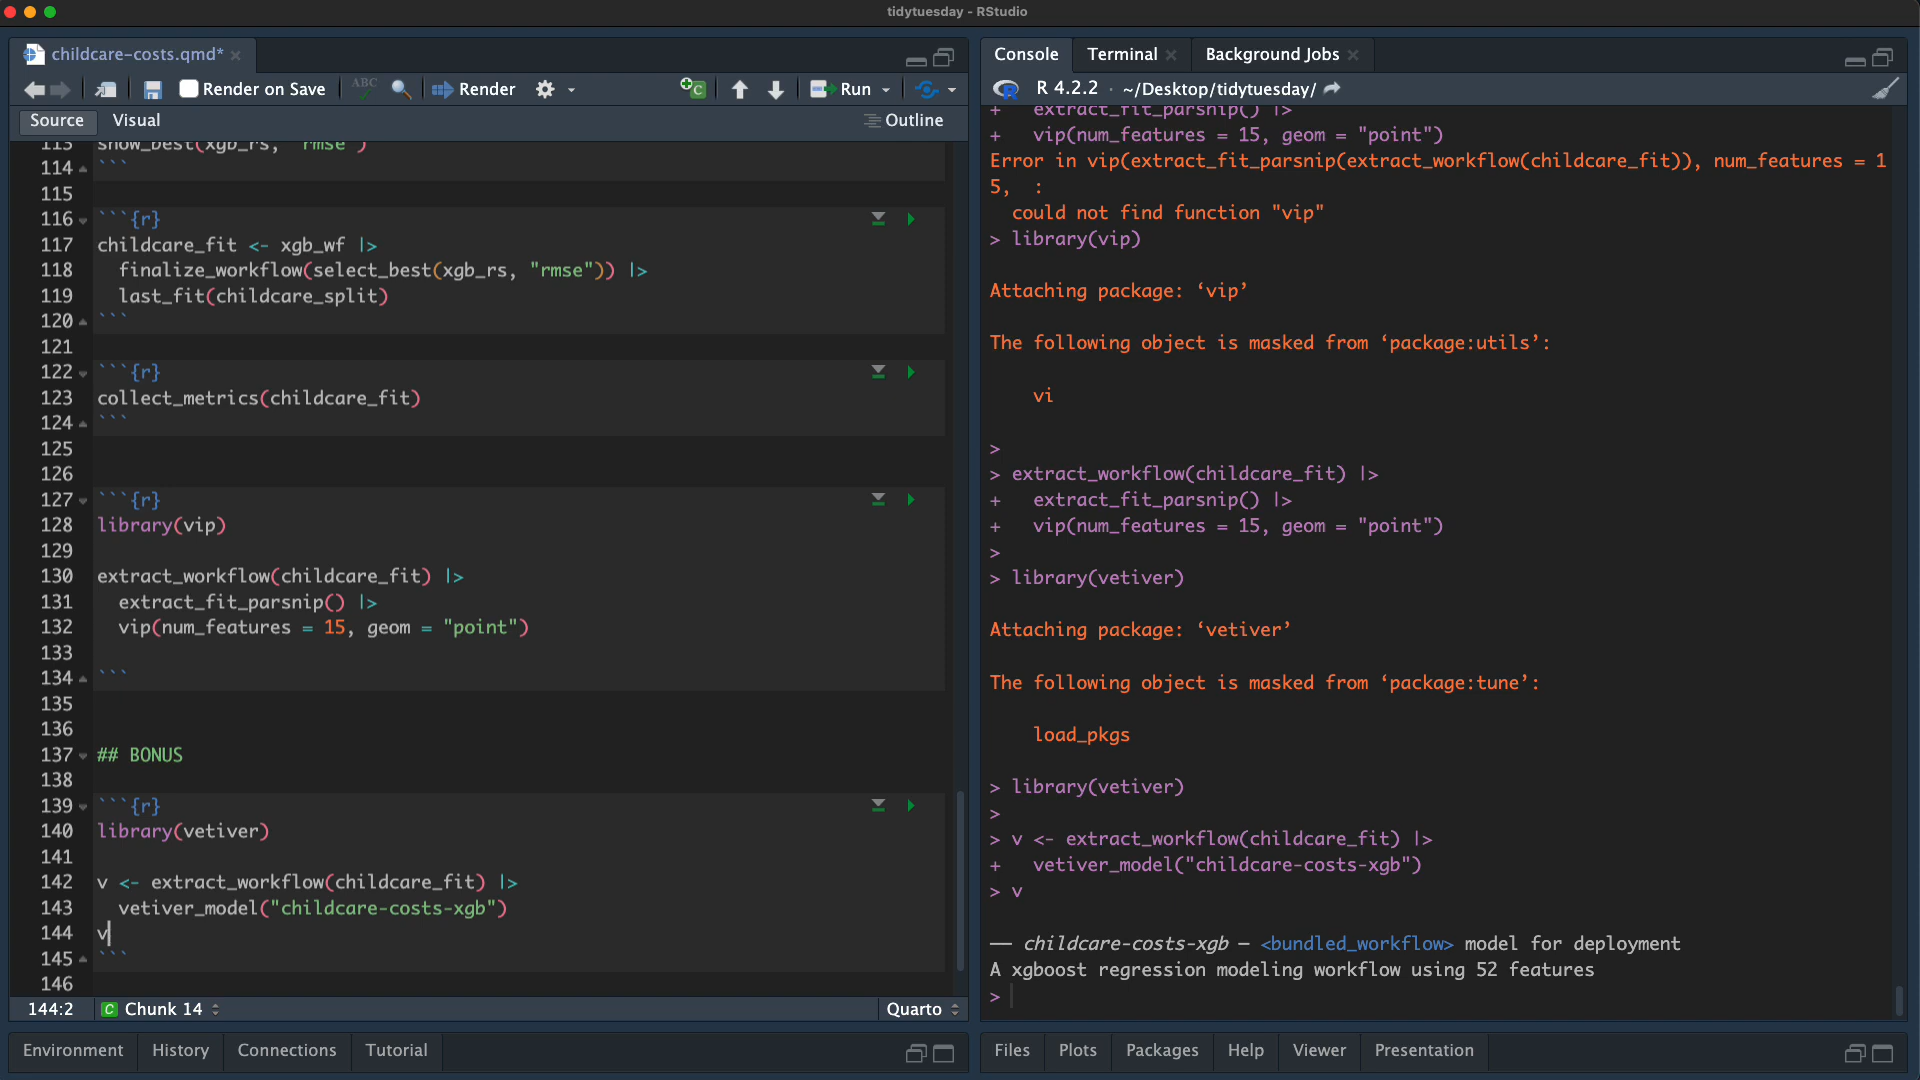 tidytuesday - RStudio
childcare-costs.qmd*
Render on Save
ABC
Render
Run
Source
Visual
Outline
113 show_best(xgb_rs, "rmse")
114 ```
115
116 ```{r}
117 childcare_fit <- xgb_wf |>
118   finalize_workflow(select_best(xgb_rs, "rmse")) |>
119   last_fit(childcare_split)
120 ```
121
122 ```{r}
123 collect_metrics(childcare_fit)
124 ```
125
126
127 ```{r}
128 library(vip)
129
130 extract_workflow(childcare_fit) |>
131   extract_fit_parsnip() |>
132   vip(num_features = 15, geom = "point")
133
134 ```
135
136
137 ## BONUS
138
139 ```{r}
140 library(vetiver)
141
142 v <- extract_workflow(childcare_fit) |>
143   vetiver_model("childcare-costs-xgb")
144 v
145 ```
146
144:2
C Chunk 14
Quarto
Environment
History
Connections
Tutorial
Console
Terminal
Background Jobs
R 4.2.2 · ~/Desktop/tidytuesday/
+   extract_fit_parsnip() |>
+   vip(num_features = 15, geom = "point")
Error in vip(extract_fit_parsnip(extract_workflow(childcare_fit)), num_features = 1
5,  :
  could not find function "vip"
> library(vip)
Attaching package: ‘vip’
The following object is masked from ‘package:utils’:
    vi
>
> extract_workflow(childcare_fit) |>
+   extract_fit_parsnip() |>
+   vip(num_features = 15, geom = "point")
>
> library(vetiver)
Attaching package: ‘vetiver’
The following object is masked from ‘package:tune’:
    load_pkgs
> library(vetiver)
>
> v <- extract_workflow(childcare_fit) |>
+   vetiver_model("childcare-costs-xgb")
> v
── childcare-costs-xgb — <bundled_workflow> model for deployment
A xgboost regression modeling workflow using 52 features
>
Files
Plots
Packages
Help
Viewer
Presentation